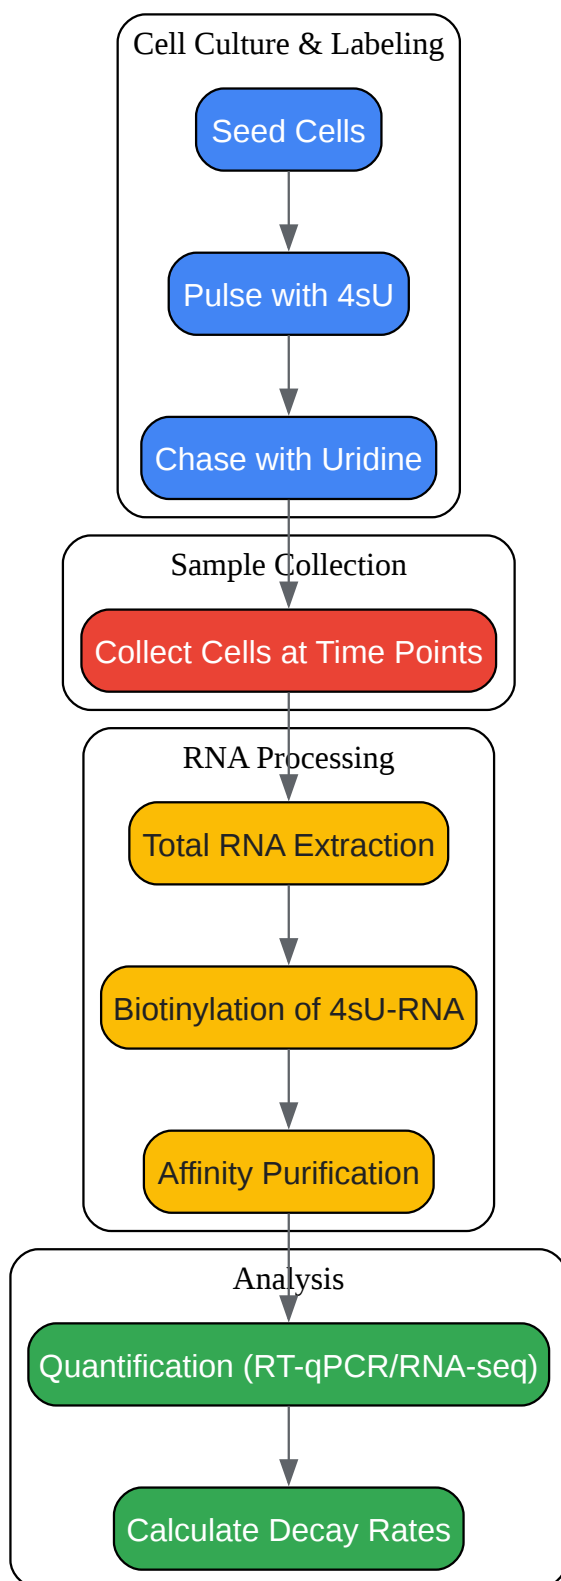 Cell Culture & Labeling
Seed Cells
Pulse with 4sU
Chase with Uridine
Sample Collection
Collect Cells at Time Points
RNA Processing
Total RNA Extraction
Biotinylation of 4sU-RNA
Affinity Purification
Analysis
Quantification (RT-qPCR/RNA-seq)
Calculate Decay Rates